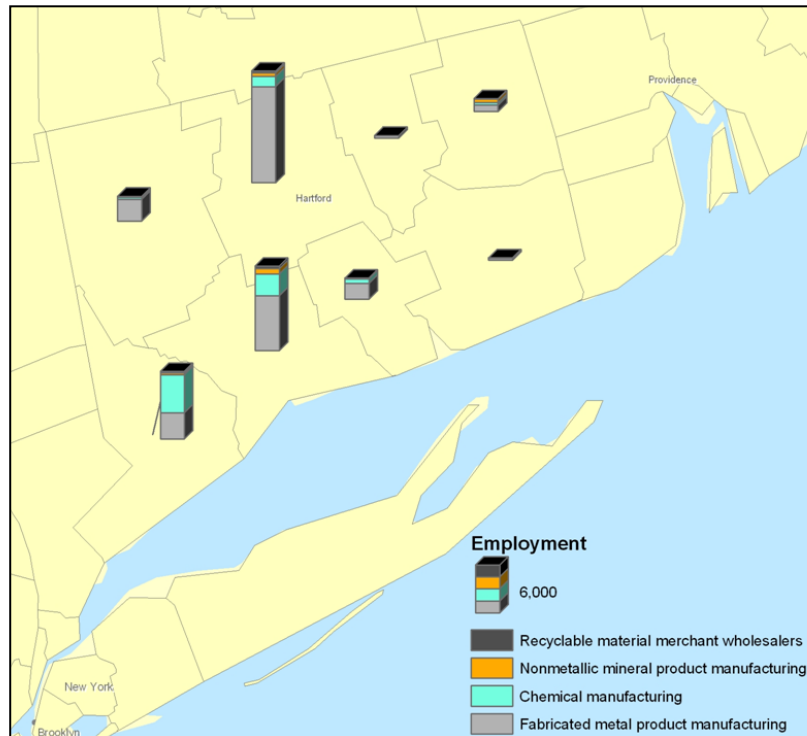 Providence
Hartford
Employment
6,000
Recyclable material merchant wholesalers
Nonmetallic mineral product manufacturing
Chemical manufacturing
Fabricated metal product manufacturing
New York
Brooklyn